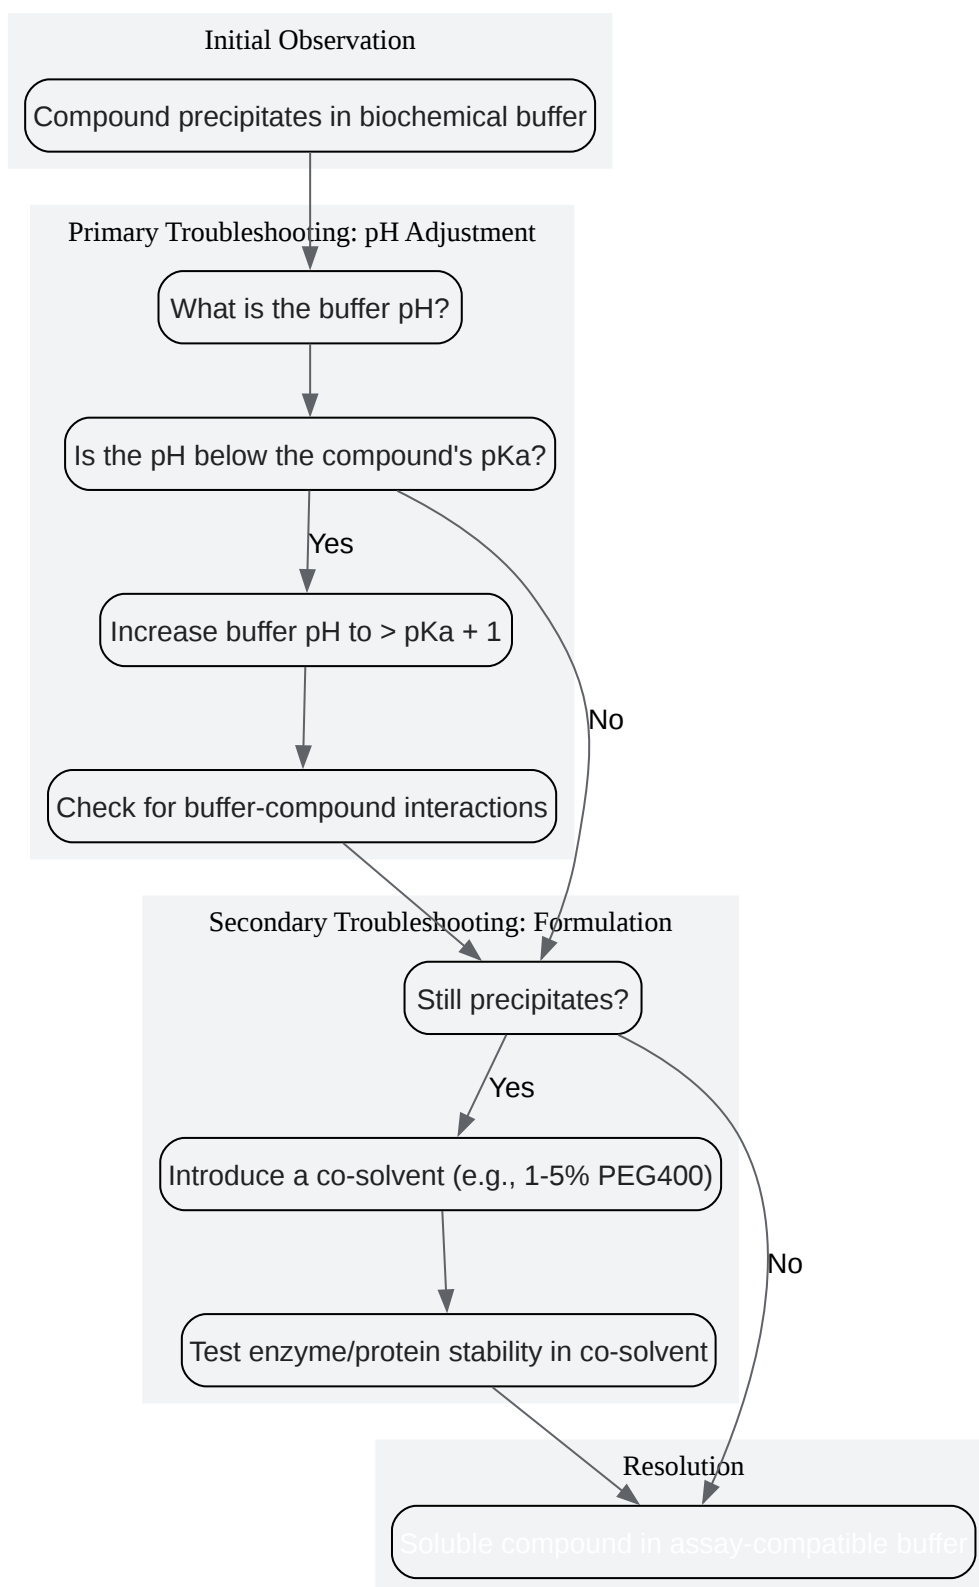 Initial Observation
Compound precipitates in biochemical buffer
Primary Troubleshooting: pH Adjustment
What is the buffer pH?
Is the pH below the compound's pKa?
Yes
Increase buffer pH to > pKa + 1
No
Check for buffer-compound interactions
Secondary Troubleshooting: Formulation
Still precipitates?
Yes
Introduce a co-solvent (e.g., 1-5% PEG400)
No
Test enzyme/protein stability in co-solvent
Resolution
Soluble compound in assay-compatible buffer